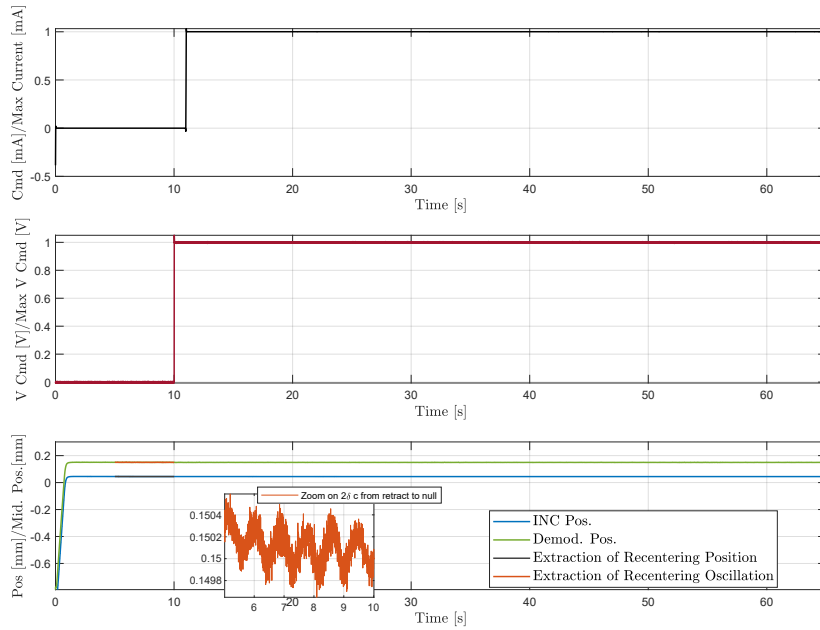 Cmd [mA]/Max Current [mA]
1
0.5
0
-0.5
0 10 20 30 40 50 60
Time [s]
V Cmd [V]/Max V Cmd [V]
1
0.8
0.6
0.4
0.2
0
0 10 20 30 40 50 60
Time [s]
Pos [mm]/Mid. Pos.[mm]
0.2
0
-0.2
-0.4
-0.6
0 10 20 30 40 50 60
Time [s]
Zoom on 2δ c from retract to null
0.1504
0.1502
0.15
0.1498
6 7 8 9 10
INC Pos.
Demod. Pos.
Extraction of Recentering Position
Extraction of Recentering Oscillation